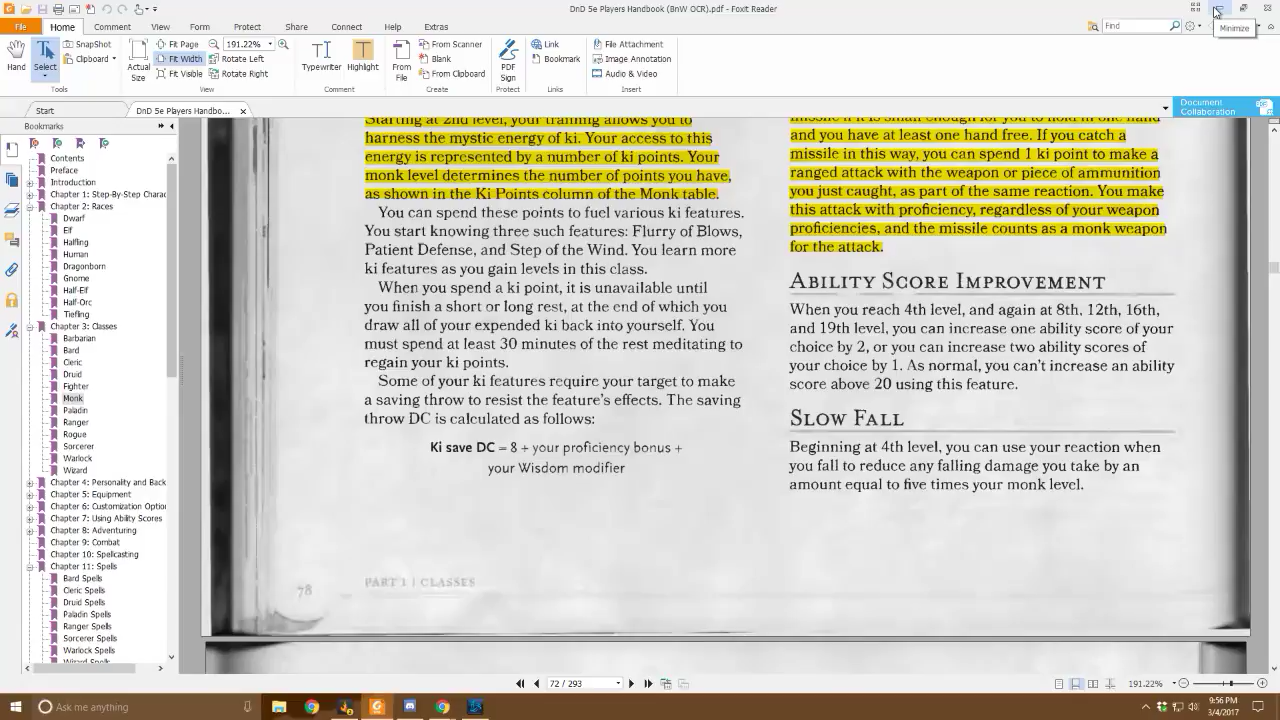 DnD 5e Players Handbook (BnW OCR).pdf - Foxit Reader
Minimize
File Home Comment View Form Protect Share Connect Help Extras Find
Hand
Select
SnapShot
Clipboard
Tools
Actual Size
Fit Page
Fit Width
Fit Visible
191.22%
Rotate Left
Rotate Right
View
Typewriter
Highlight
Comment
From File
From Scanner
Blank
From Clipboard
Create
PDF Sign
Protect
Link
Bookmark
Links
File Attachment
Image Annotation
Audio & Video
Insert
Start
DnD 5e Players Handbo...
Document Collaboration
Bookmarks
Contents
Preface
Introduction
Chapter 1: Step-By-Step Charac
Chapter 2: Races
Dwarf
Elf
Halfling
Human
Dragonborn
Gnome
Half-Elf
Half-Orc
Tiefling
Chapter 3: Classes
Barbarian
Bard
Cleric
Druid
Fighter
Monk
Paladin
Ranger
Rogue
Sorcerer
Warlock
Wizard
Chapter 4: Personality and Back
Chapter 5: Equipment
Chapter 6: Customization Optio
Chapter 7: Using Ability Scores
Chapter 8: Adventuring
Chapter 9: Combat
Chapter 10: Spellcasting
Chapter 11: Spells
Bard Spells
Cleric Spells
Druid Spells
Paladin Spells
Ranger Spells
Sorcerer Spells
Warlock Spells
Wizard Spells
Starting at 2nd level, your training allows you to
harness the mystic energy of ki. Your access to this
energy is represented by a number of ki points. Your
monk level determines the number of points you have,
as shown in the Ki Points column of the Monk table.
You can spend these points to fuel various ki features.
You start knowing three such features: Flurry of Blows,
Patient Defense, and Step of the Wind. You learn more
ki features as you gain levels in this class.
When you spend a ki point, it is unavailable until
you finish a short or long rest, at the end of which you
draw all of your expended ki back into yourself. You
must spend at least 30 minutes of the rest meditating to
regain your ki points.
Some of your ki features require your target to make
a saving throw to resist the feature's effects. The saving
throw DC is calculated as follows:
Ki save DC = 8 + your proficiency bonus +
your Wisdom modifier
78 PART 1 | CLASSES
missile if it is small enough for you to hold in one hand
and you have at least one hand free. If you catch a
missile in this way, you can spend 1 ki point to make a
ranged attack with the weapon or piece of ammunition
you just caught, as part of the same reaction. You make
this attack with proficiency, regardless of your weapon
proficiencies, and the missile counts as a monk weapon
for the attack.
ABILITY SCORE IMPROVEMENT
When you reach 4th level, and again at 8th, 12th, 16th,
and 19th level, you can increase one ability score of your
choice by 2, or you can increase two ability scores of
your choice by 1. As normal, you can't increase an ability
score above 20 using this feature.
SLOW FALL
Beginning at 4th level, you can use your reaction when
you fall to reduce any falling damage you take by an
amount equal to five times your monk level.
72 / 293
191.22%
Ask me anything
9:56 PM
3/4/2017